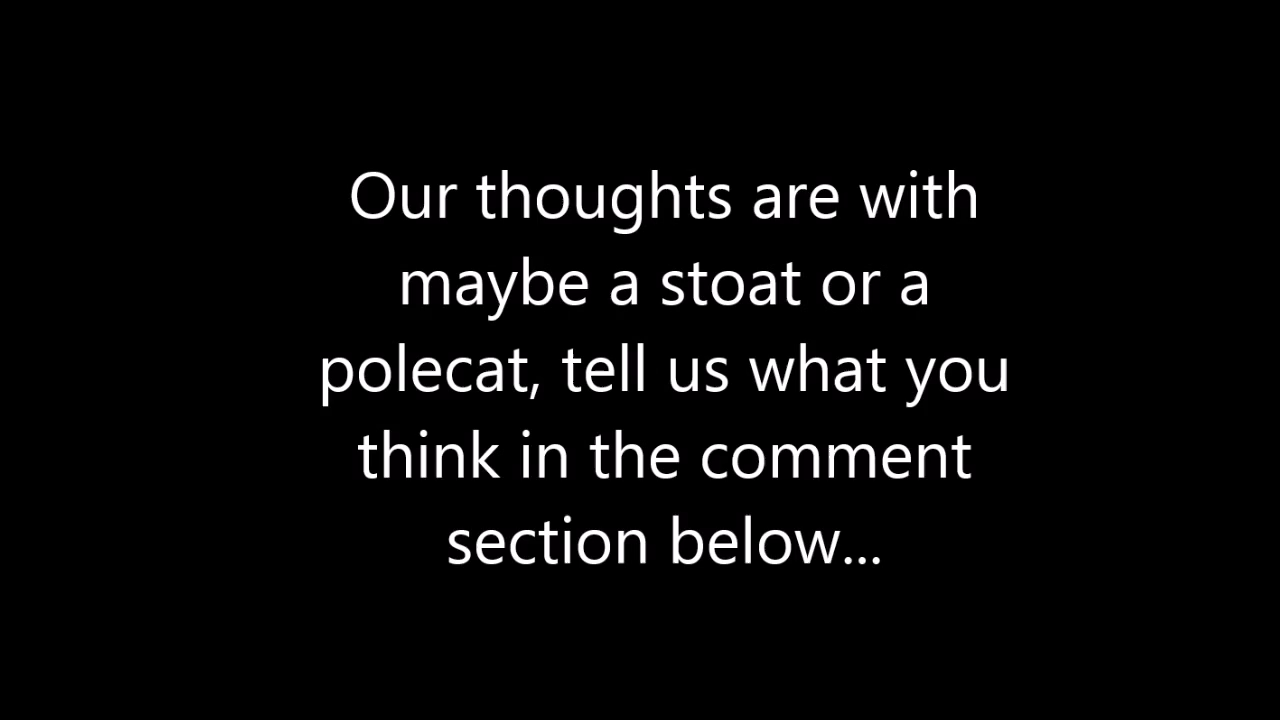 Our thoughts are with
maybe a stoat or a
polecat, tell us what you
think in the comment
section below...